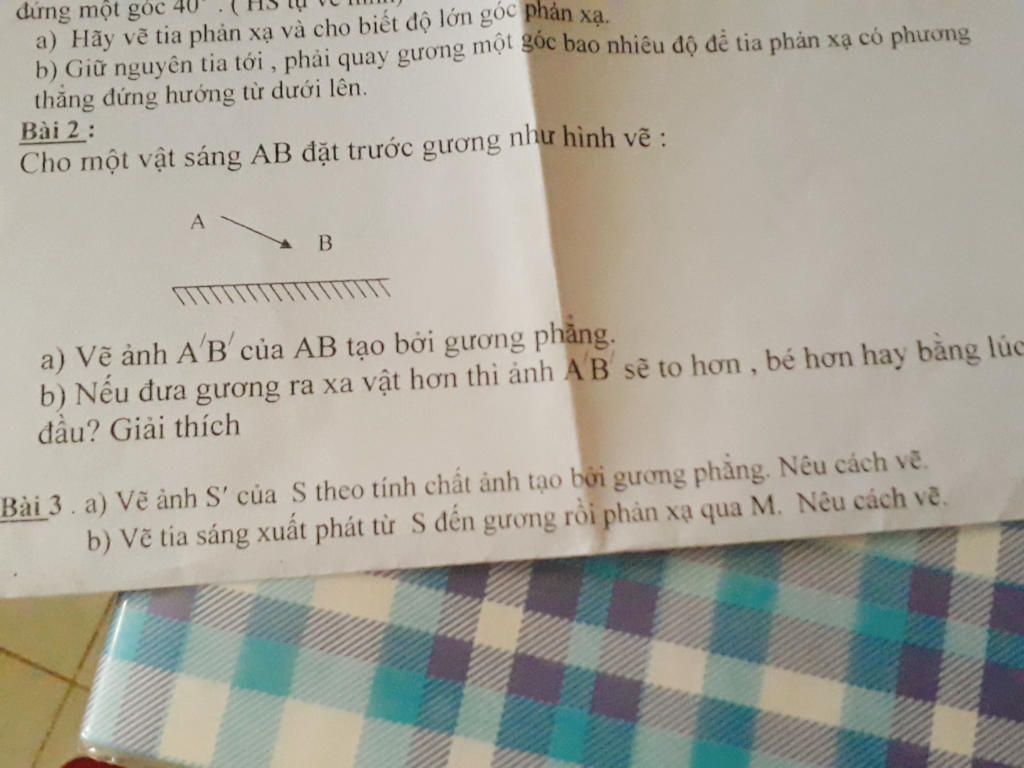 đứng một góc 40° . ( HS tự vẽ hình)
a) Hãy vẽ tia phản xạ và cho biết độ lớn góc phản xạ.
b) Giữ nguyên tia tới , phải quay gương một góc bao nhiêu độ để tia phản xạ có phương
thẳng đứng hướng từ dưới lên.
Bài 2 :
Cho một vật sáng AB đặt trước gương như hình vẽ :
A
B
a) Vẽ ảnh A'B' của AB tạo bởi gương phẳng.
b) Nếu đưa gương ra xa vật hơn thì ảnh A'B' sẽ to hơn , bé hơn hay bằng lúc
đầu? Giải thích
Bài 3 . a) Vẽ ảnh S' của S theo tính chất ảnh tạo bởi gương phẳng. Nêu cách vẽ.
b) Vẽ tia sáng xuất phát từ S đến gương rồi phản xạ qua M. Nêu cách vẽ.